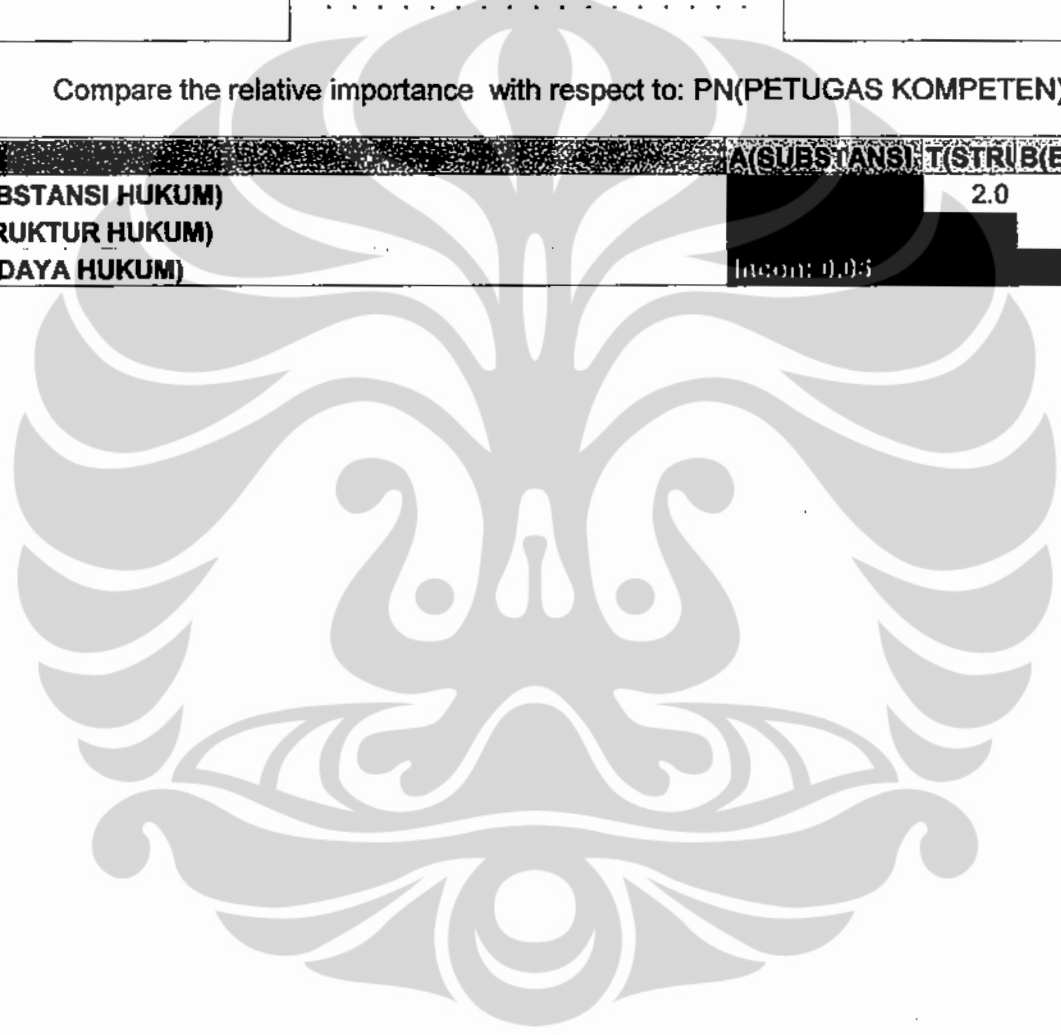 Compare the relative importance with respect to: PN(PETUGAS KOMPETEN)
A(SUBSTANSI T(STRU B(B
BSTANSI HUKUM) 2.0
RUKTUR HUKUM)
DAYA HUKUM) Incon: 0.05